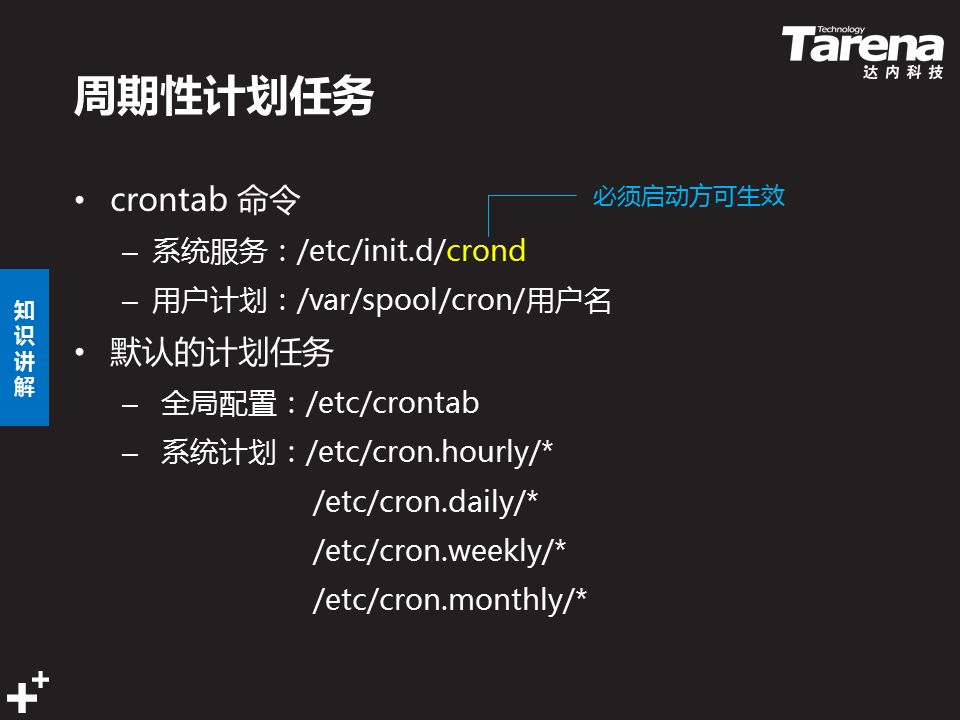 Technology
Tarena
达内科技
周期性计划任务
• crontab 命令
必须启动方可生效
– 系统服务：/etc/init.d/crond
– 用户计划：/var/spool/cron/用户名
• 默认的计划任务
– 全局配置：/etc/crontab
– 系统计划：/etc/cron.hourly/*
/etc/cron.daily/*
/etc/cron.weekly/*
/etc/cron.monthly/*
知识讲解